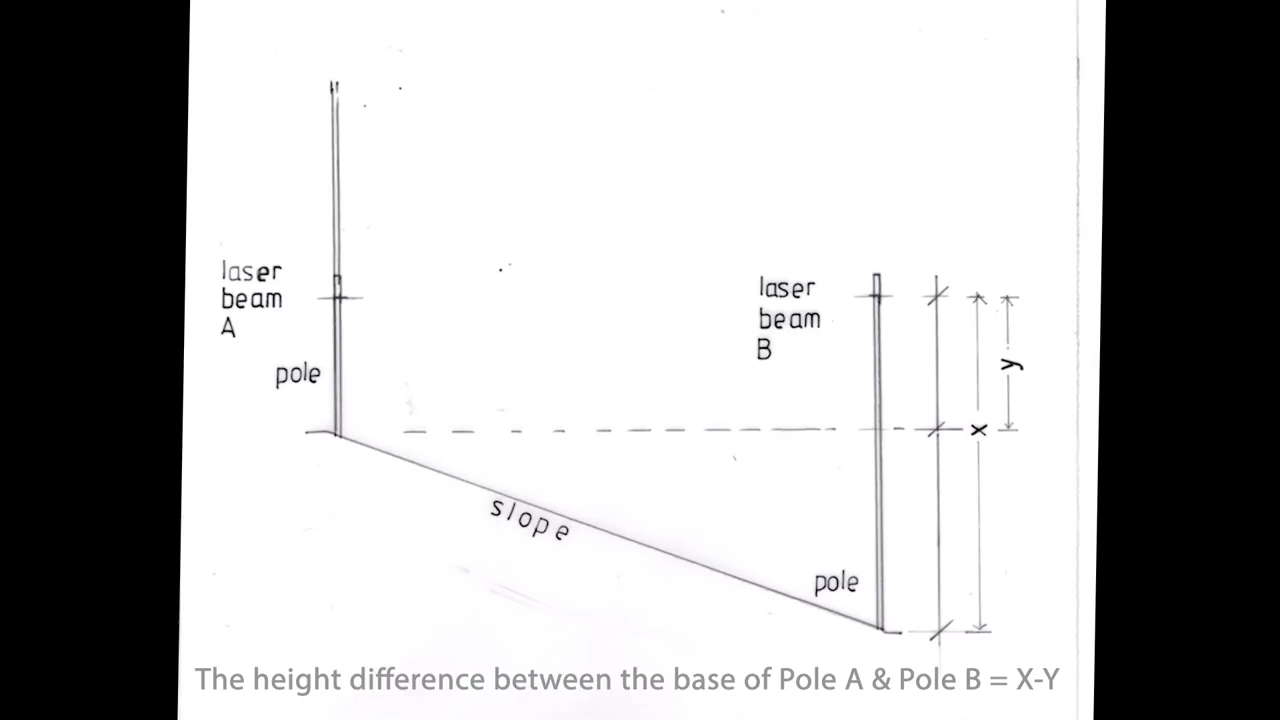 laser
beam
A
pole
laser
beam
B
y
x
slope
pole
The height difference between the base of Pole A & Pole B = X-Y